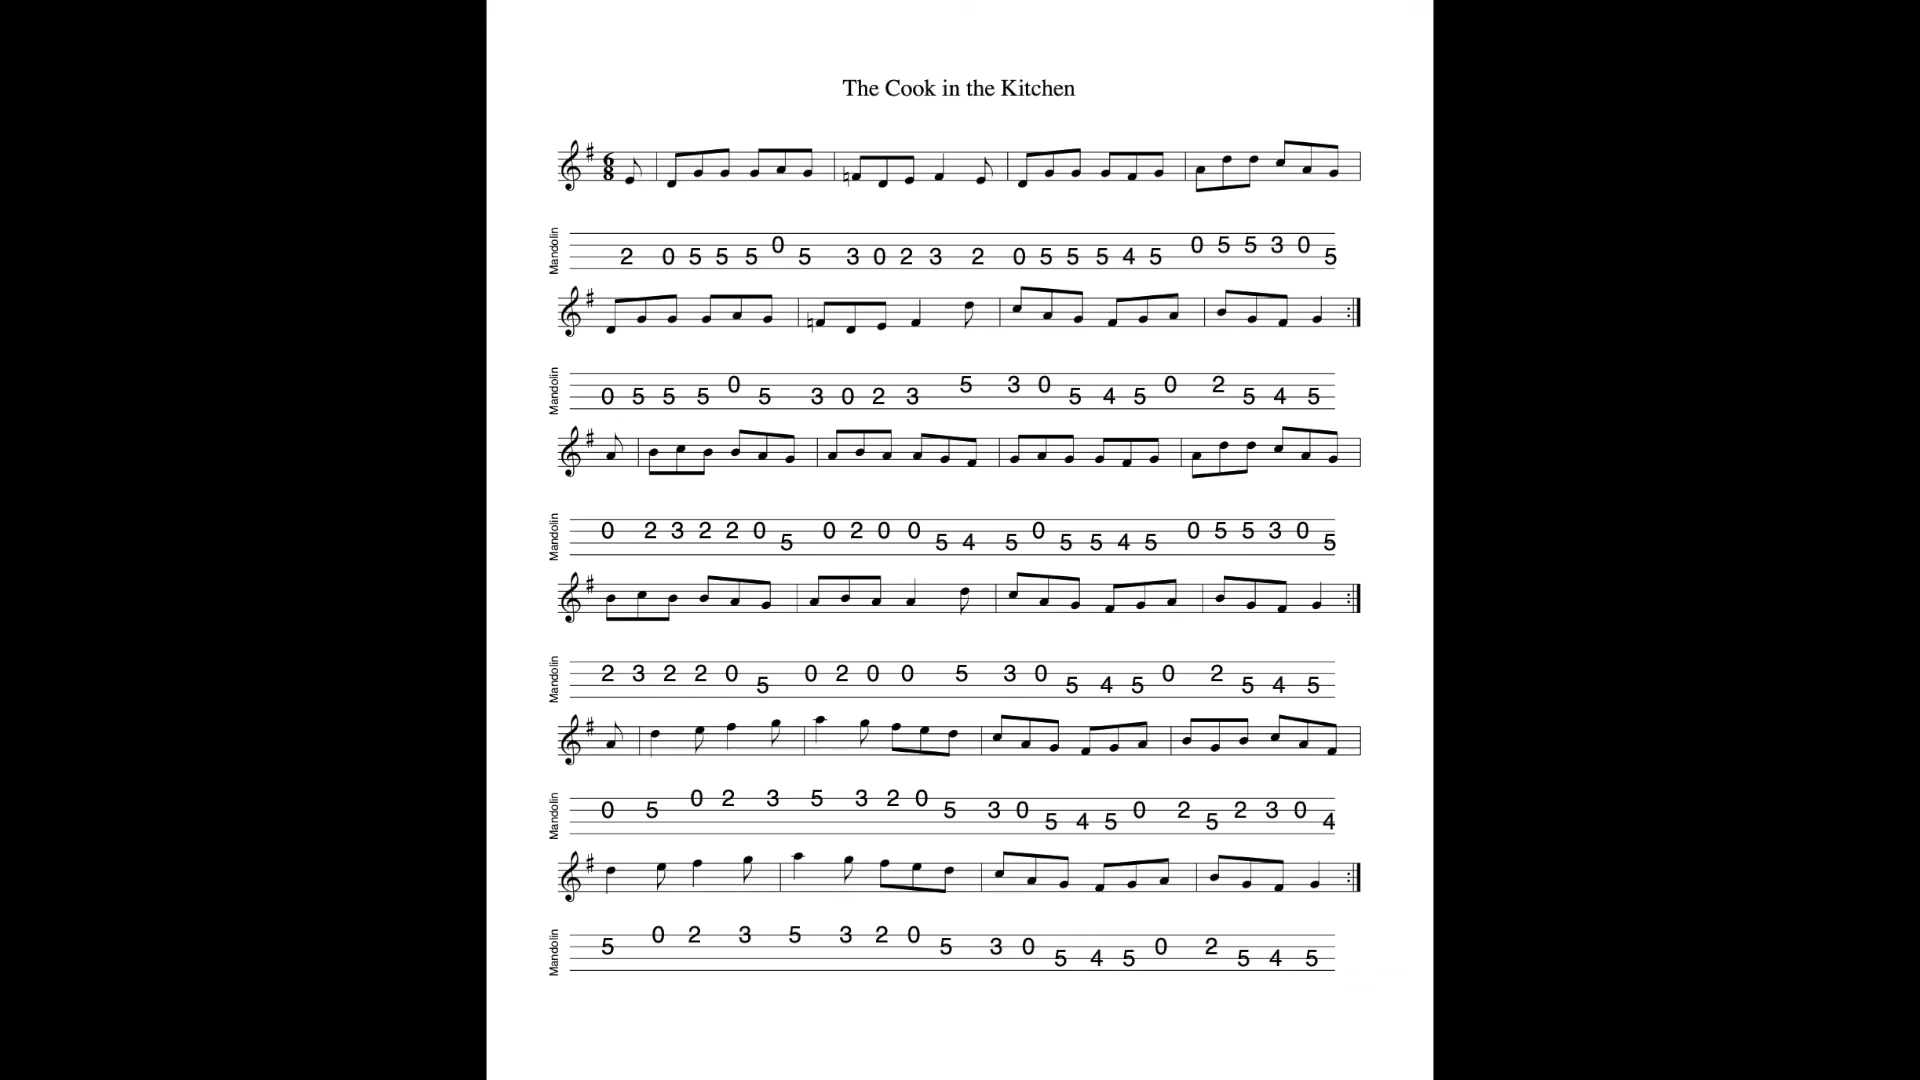 The Cook in the Kitchen
6
8
Mandolin
2 0 5 5 5 0 5 3 0 2 3 2 0 5 5 5 4 5 0 5 5 3 0 5
Mandolin
0 5 5 5 0 5 3 0 2 3 5 3 0 5 4 5 0 2 5 4 5
Mandolin
0 2 3 2 2 0 5 0 2 0 0 5 4 5 0 5 5 4 5 0 5 5 3 0 5
Mandolin
2 3 2 2 0 5 0 2 0 0 5 3 0 5 4 5 0 2 5 4 5
Mandolin
0 5 0 2 3 5 3 2 0 5 3 0 5 4 5 0 2 5 2 3 0 4
Mandolin
5 0 2 3 5 3 2 0 5 3 0 5 4 5 0 2 5 4 5